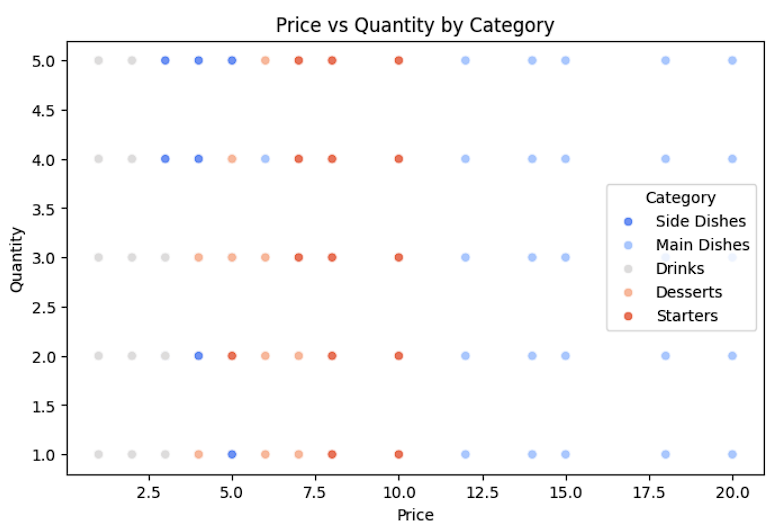 Price vs Quantity by Category
5.0
4.5
4.0
3.5
3.0
2.5
2.0
1.5
1.0
Quantity
Category
Side Dishes
Main Dishes
Drinks
Desserts
Starters
2.5 5.0 7.5 10.0 12.5 15.0 17.5 20.0
Price